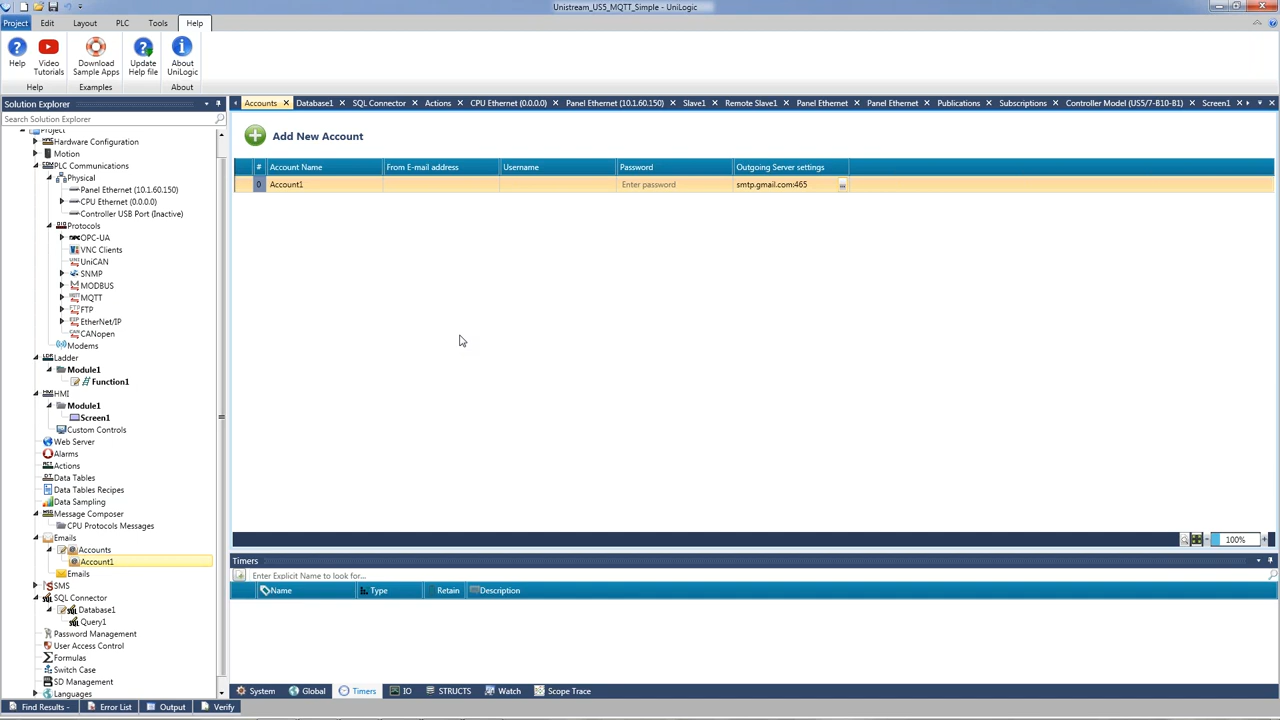 Unistream_US5_MQTT_Simple - UniLogic
Project Edit Layout PLC Tools Help
Help Video Tutorials Download Sample Apps Update Help file About UniLogic
Help Examples About
Solution Explorer
Search Solution Explorer
Accounts Database1 SQL Connector Actions CPU Ethernet (0.0.0.0) Panel Ethernet (10.1.60.150) Slave1 Remote Slave1 Panel Ethernet Panel Ethernet Publications Subscriptions Controller Model (US5/7-B10-B1) Screen1
Project
Hardware Configuration
Motion
PLC Communications
Physical
Panel Ethernet (10.1.60.150)
CPU Ethernet (0.0.0.0)
Controller USB Port (Inactive)
Protocols
OPC-UA
VNC Clients
UniCAN
SNMP
MODBUS
MQTT
FTP
EtherNet/IP
CANopen
Modems
Ladder
Module1
Function1
HMI
Module1
Screen1
Custom Controls
Web Server
Alarms
Actions
Data Tables
Data Tables Recipes
Data Sampling
Message Composer
CPU Protocols Messages
Emails
Accounts
Account1
Emails
SMS
SQL Connector
Database1
Query1
Password Management
User Access Control
Formulas
Switch Case
SD Management
Languages
Add New Account
# Account Name From E-mail address Username Password Outgoing Server settings
0 Account1 Enter password smtp.gmail.com:465
100%
Timers
Enter Explicit Name to look for...
Name Type Retain Description
System Global Timers IO STRUCTS Watch Scope Trace
Find Results - Error List Output Verify